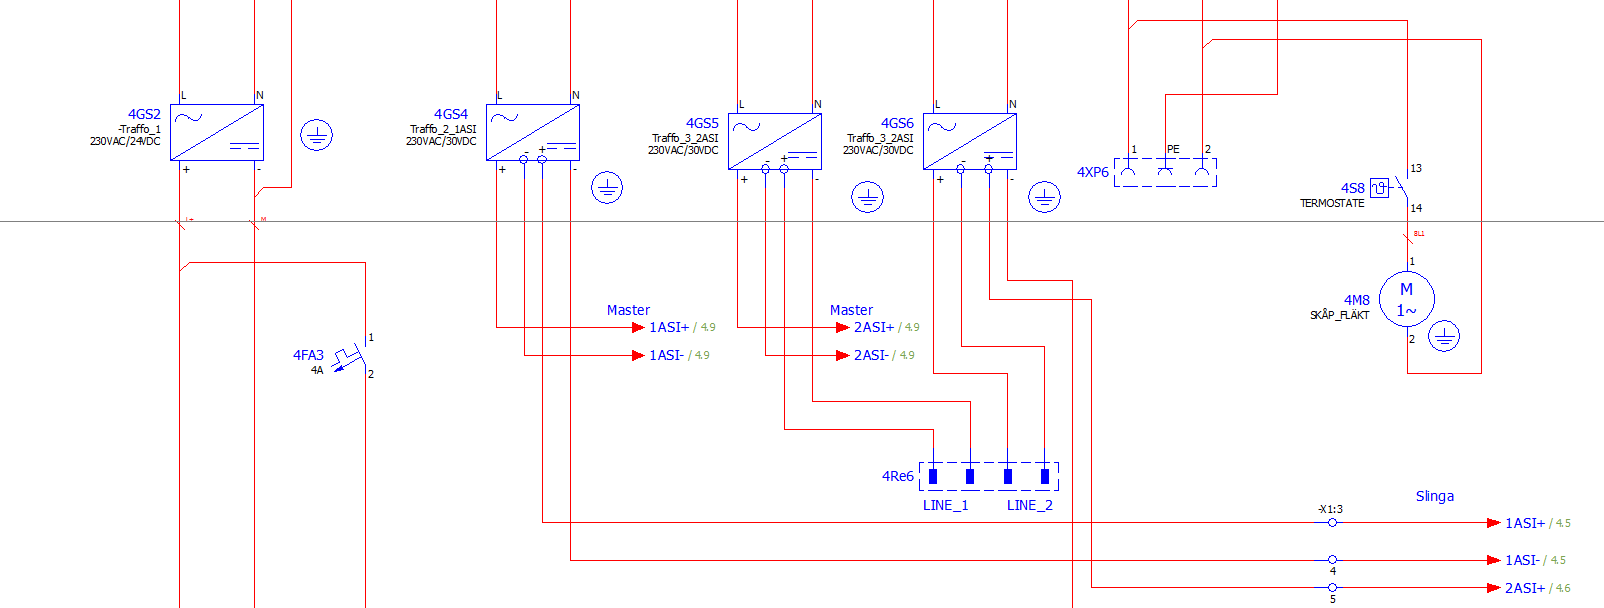 L N
4GS2
-Traffo_1
230VAC/24VDC
+ -
L N
4GS4
Traffo_2_1ASI
230VAC/30VDC
- +
+ -
L N
4GS5
Traffo_3_2ASI
230VAC/30VDC
- +
+ -
L N
4GS6
Traffo_3_2ASI
230VAC/30VDC
- +
+ -
1 PE 2
4XP6
13
4S8
TERMOSTATE
14
L+ M
BL1
1
4M8
SKÅP_FLÄKT
M
1~
2
Master
1ASI+ / 4.9
1ASI- / 4.9
Master
2ASI+ / 4.9
2ASI- / 4.9
1
4FA3
4A
2
4Re6
LINE_1 LINE_2
Slinga
-X1:3
1ASI+ / 4.5
1ASI- / 4.5
4
2ASI+ / 4.6
5